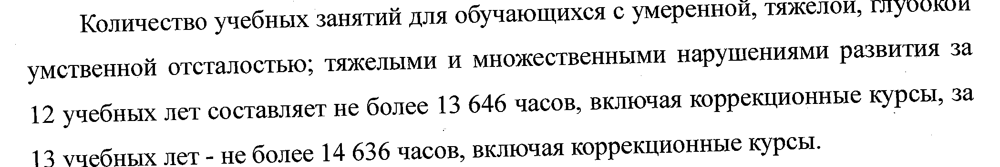 Количество учебных занятий для обучающихся с умеренной, тяжелой, глубокой
умственной отсталостью; тяжелыми и множественными нарушениями развития за
12 учебных лет составляет не более 13 646 часов, включая коррекционные курсы, за
13 учебных лет - не более 14 636 часов, включая коррекционные курсы.